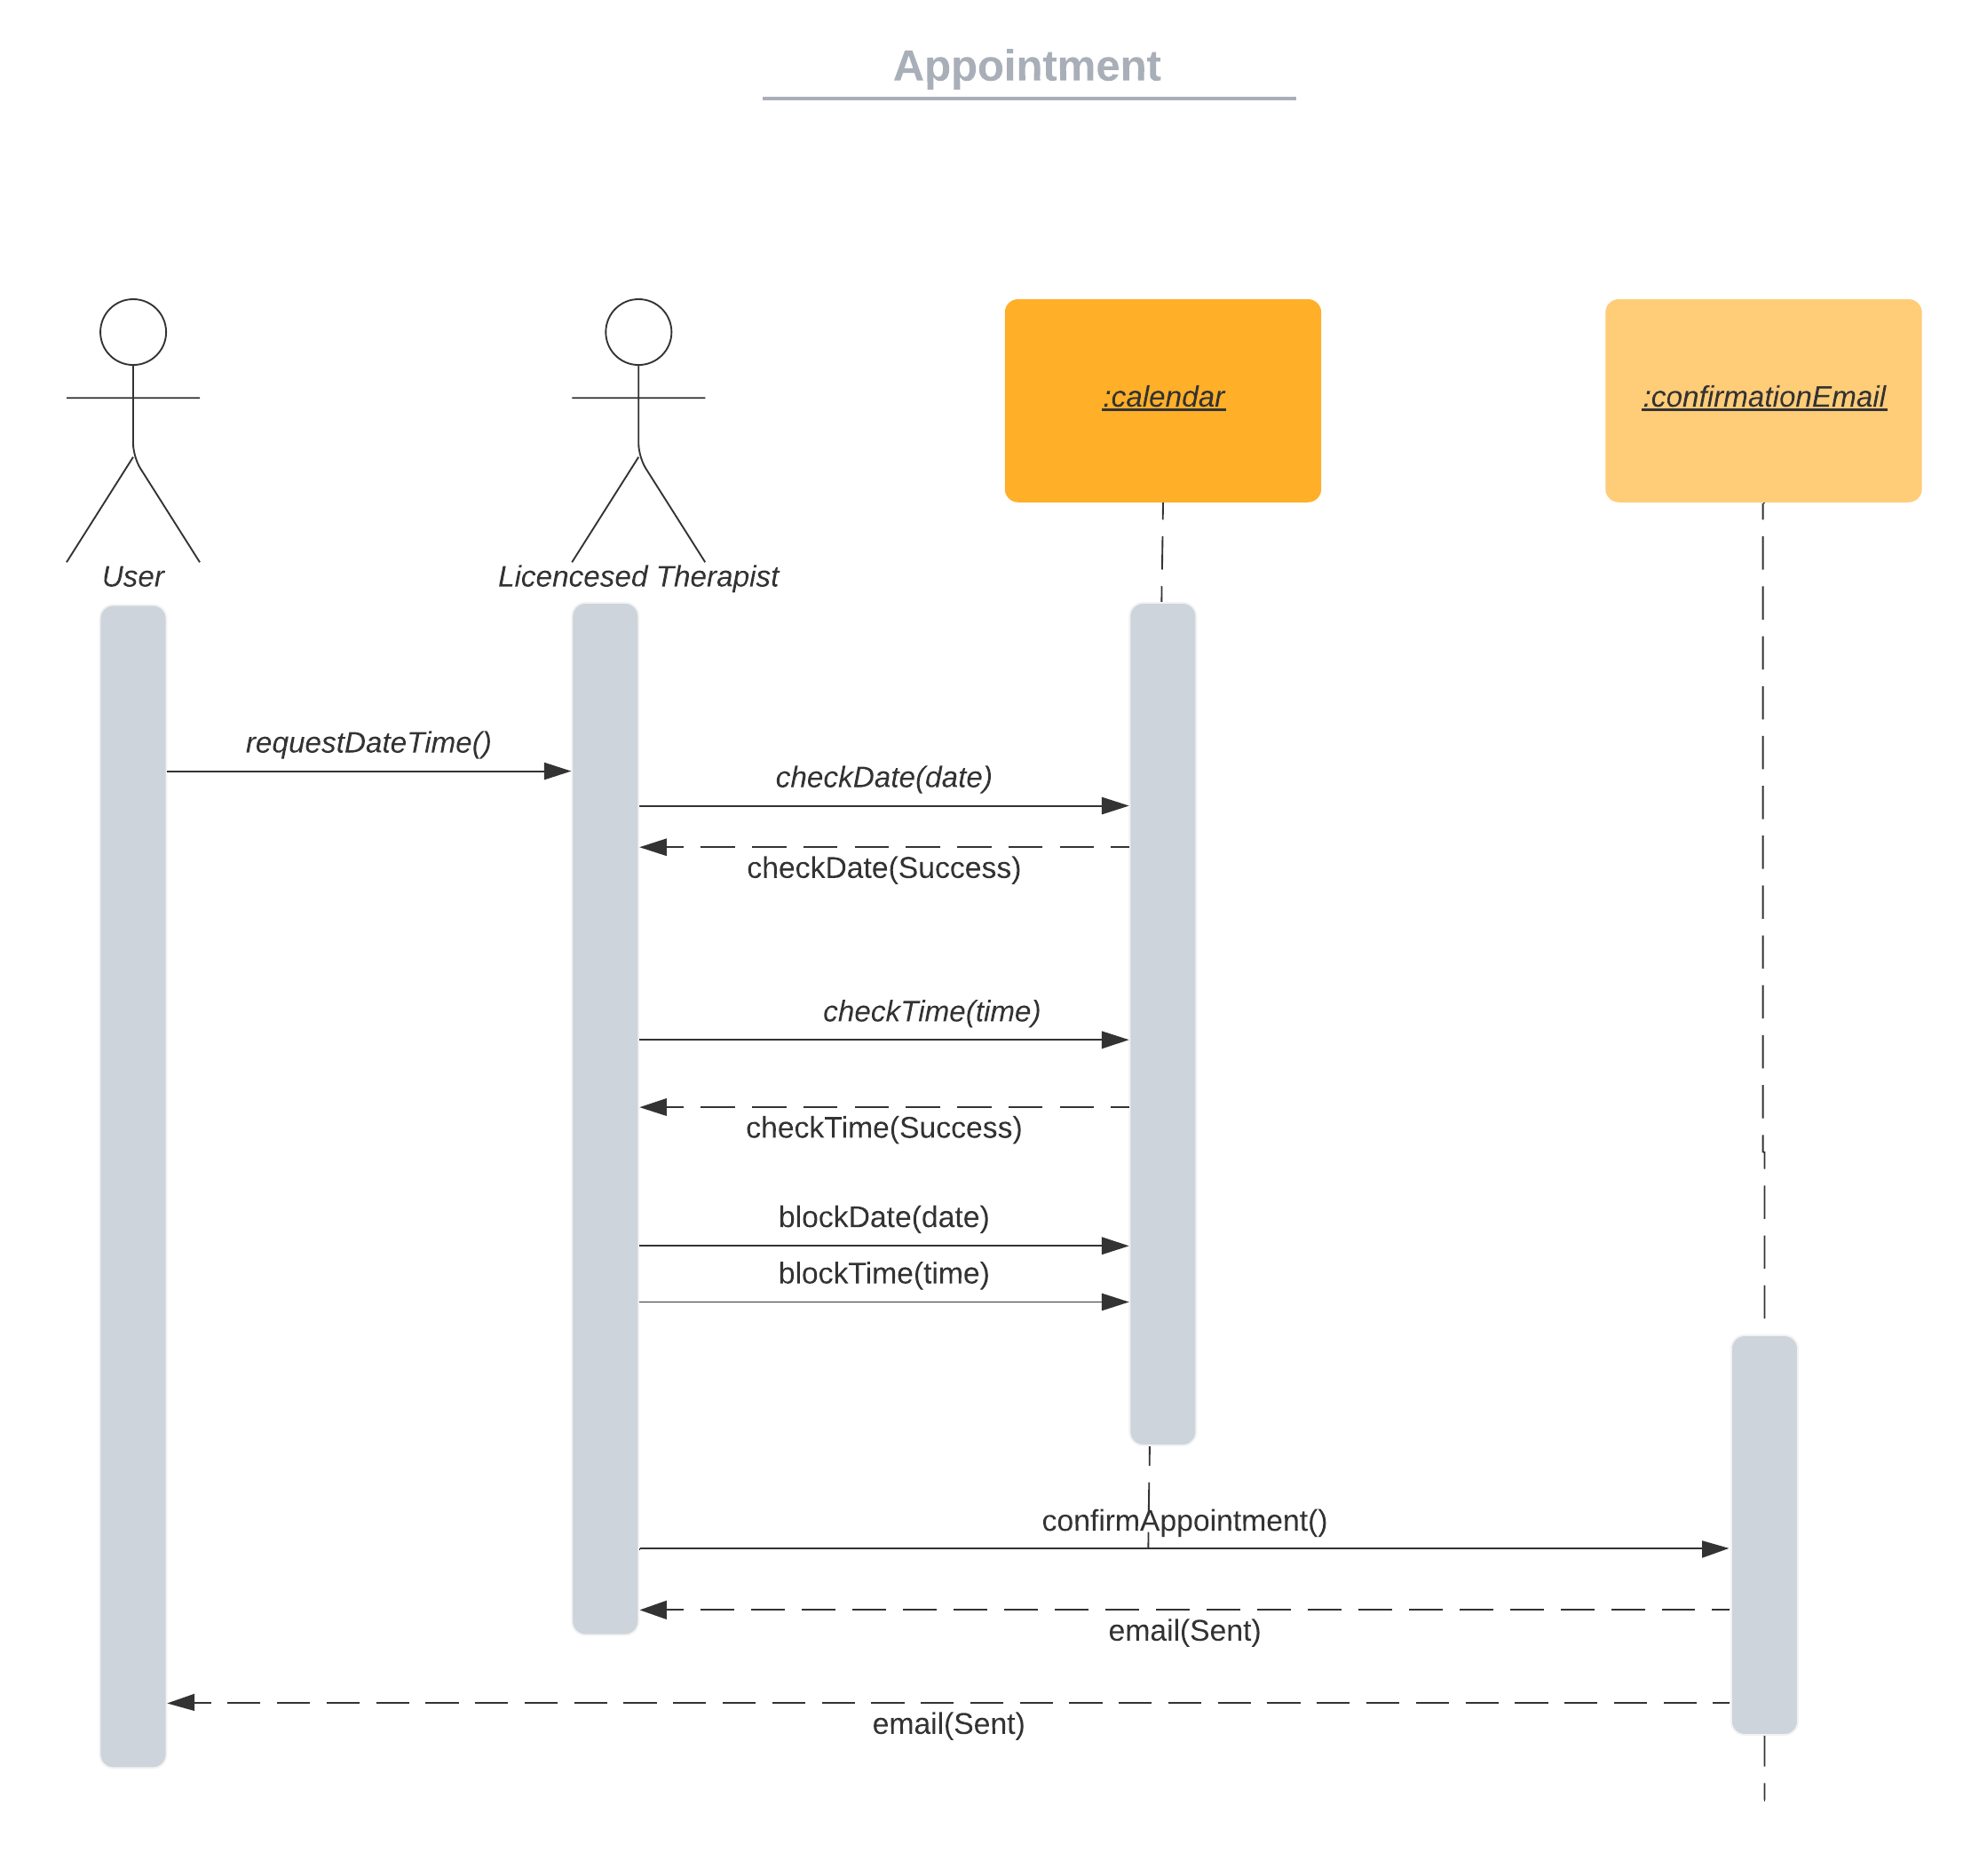 Appointment
:calendar
:confirmationEmail
User
Licencesed Therapist
requestDateTime()
checkDate(date)
checkDate(Success)
checkTime(time)
checkTime(Success)
blockDate(date)
blockTime(time)
confirmAppointment()
email(Sent)
email(Sent)